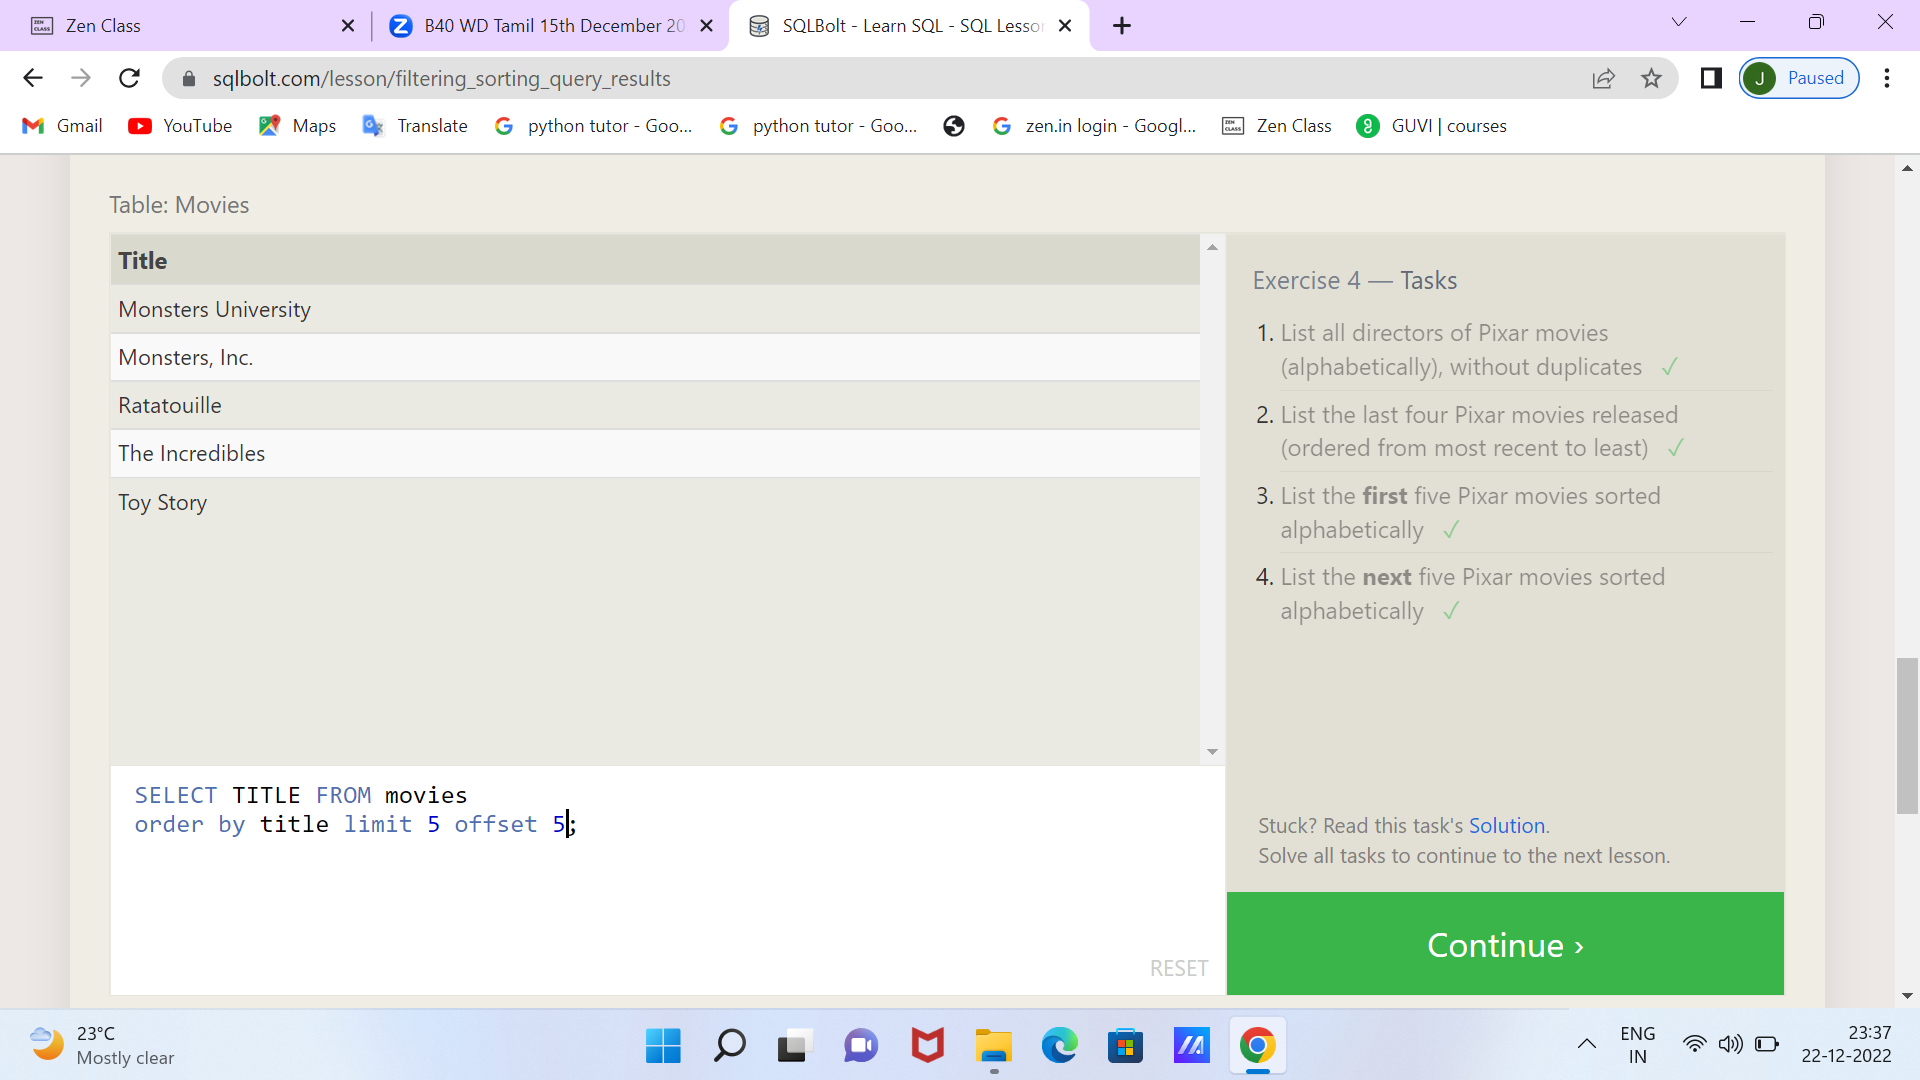 Zen Class
B40 WD Tamil 15th December 20
SQLBolt - Learn SQL - SQL Lesson
sqlbolt.com/lesson/filtering_sorting_query_results
J Paused
Gmail YouTube Maps Translate python tutor - Goo... python tutor - Goo... zen.in login - Googl... Zen Class GUVI | courses
Table: Movies
Title
Monsters University
Monsters, Inc.
Ratatouille
The Incredibles
Toy Story
SELECT TITLE FROM movies
order by title limit 5 offset 5;
RESET
Exercise 4 — Tasks
1. List all directors of Pixar movies
(alphabetically), without duplicates ✓
2. List the last four Pixar movies released
(ordered from most recent to least) ✓
3. List the first five Pixar movies sorted
alphabetically ✓
4. List the next five Pixar movies sorted
alphabetically ✓
Stuck? Read this task's Solution.
Solve all tasks to continue to the next lesson.
Continue ›
23°C
Mostly clear
ENG
IN
23:37
22-12-2022